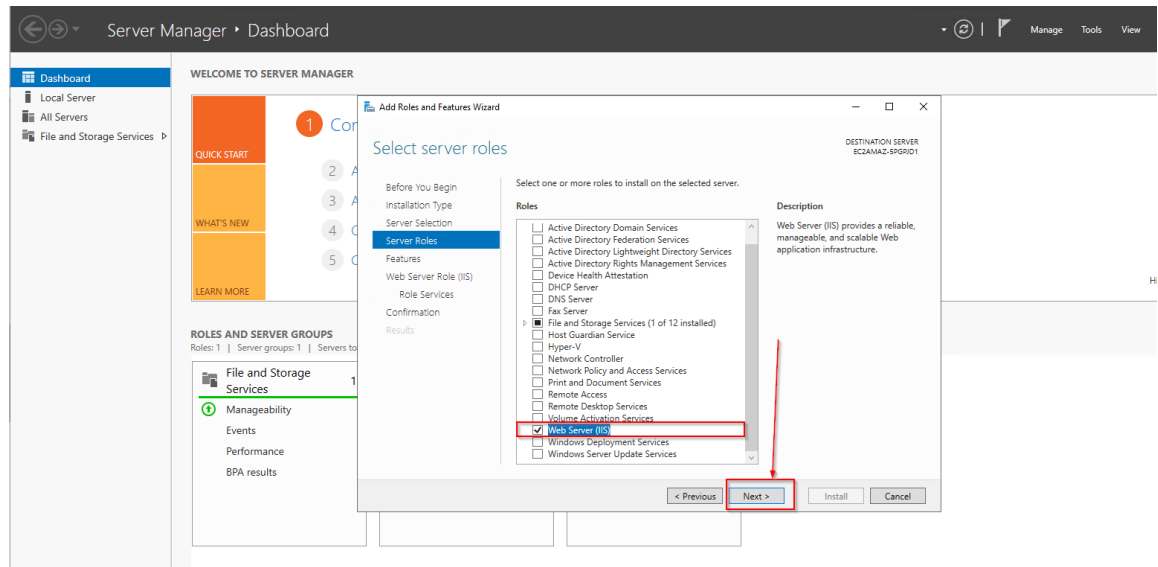 Server Manager • Dashboard
Manage Tools View
Dashboard
Local Server
All Servers
File and Storage Services
WELCOME TO SERVER MANAGER
QUICK START
WHAT'S NEW
LEARN MORE
1 Con
2 A
3 A
4 C
5 C
Hi
ROLES AND SERVER GROUPS
Roles: 1 | Server groups: 1 | Servers to
File and Storage
Services
1
Manageability
Events
Performance
BPA results
Add Roles and Features Wizard
Select server roles
DESTINATION SERVER
EC2AMAZ-5PGPJD1
Before You Begin
Installation Type
Server Selection
Server Roles
Features
Web Server Role (IIS)
Role Services
Confirmation
Results
Select one or more roles to install on the selected server.
Roles
Active Directory Domain Services
Active Directory Federation Services
Active Directory Lightweight Directory Services
Active Directory Rights Management Services
Device Health Attestation
DHCP Server
DNS Server
Fax Server
File and Storage Services (1 of 12 installed)
Host Guardian Service
Hyper-V
Network Controller
Network Policy and Access Services
Print and Document Services
Remote Access
Remote Desktop Services
Volume Activation Services
Web Server (IIS)
Windows Deployment Services
Windows Server Update Services
Description
Web Server (IIS) provides a reliable,
manageable, and scalable Web
application infrastructure.
< Previous Next > Install Cancel